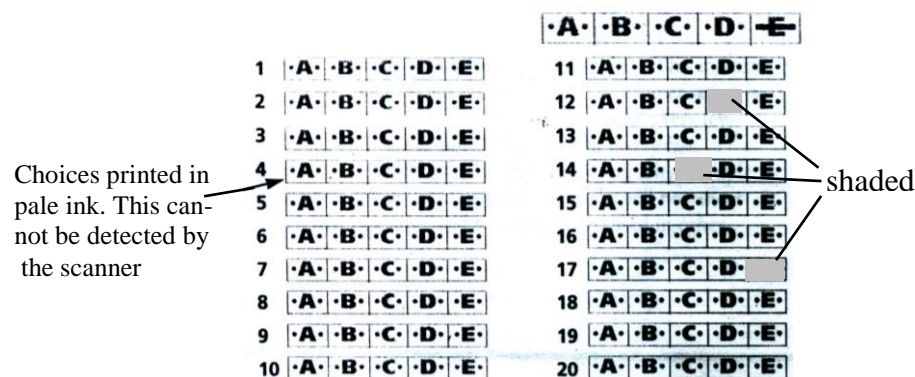 ·A· ·B· ·C· ·D· ·E·
1 ·A· ·B· ·C· ·D· ·E·
2 ·A· ·B· ·C· ·D· ·E·
3 ·A· ·B· ·C· ·D· ·E·
4 ·A· ·B· ·C· ·D· ·E·
5 ·A· ·B· ·C· ·D· ·E·
6 ·A· ·B· ·C· ·D· ·E·
7 ·A· ·B· ·C· ·D· ·E·
8 ·A· ·B· ·C· ·D· ·E·
9 ·A· ·B· ·C· ·D· ·E·
10 ·A· ·B· ·C· ·D· ·E·
11 ·A· ·B· ·C· ·D· ·E·
12 ·A· ·B· ·C· ·E·
13 ·A· ·B· ·C· ·D· ·E·
14 ·A· ·B· ·D· ·E·
15 ·A· ·B· ·C· ·D· ·E·
16 ·A· ·B· ·C· ·D· ·E·
17 ·A· ·B· ·C· ·D·
18 ·A· ·B· ·C· ·D· ·E·
19 ·A· ·B· ·C· ·D· ·E·
20 ·A· ·B· ·C· ·D· ·E·
Choices printed in
pale ink. This can-
not be detected by
the scanner
shaded